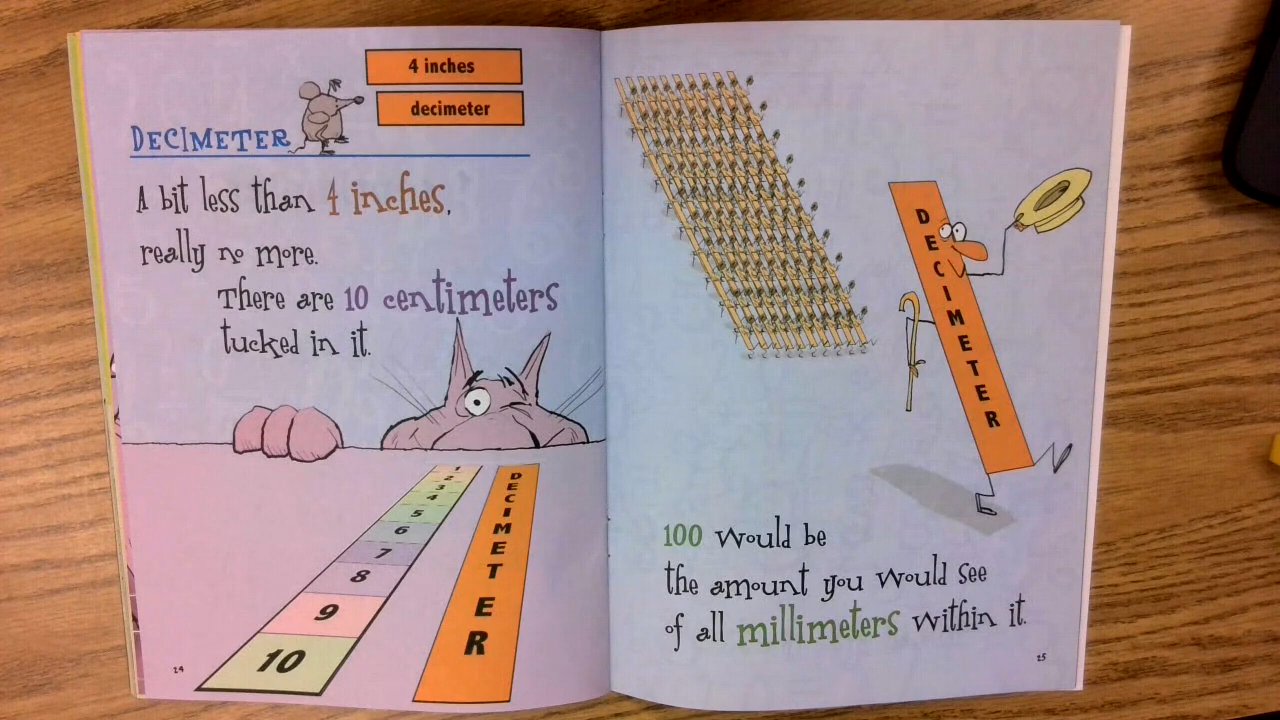 4 inches
decimeter
DECIMETER
A bit less than 4 inches,
really no more.
There are 10 centimeters
tucked in it.
1
2
3
4
5
6
7
8
9
10
DECIMETER
24
DECIMETER
100 would be
the amount you would see
of all millimeters within it.
25